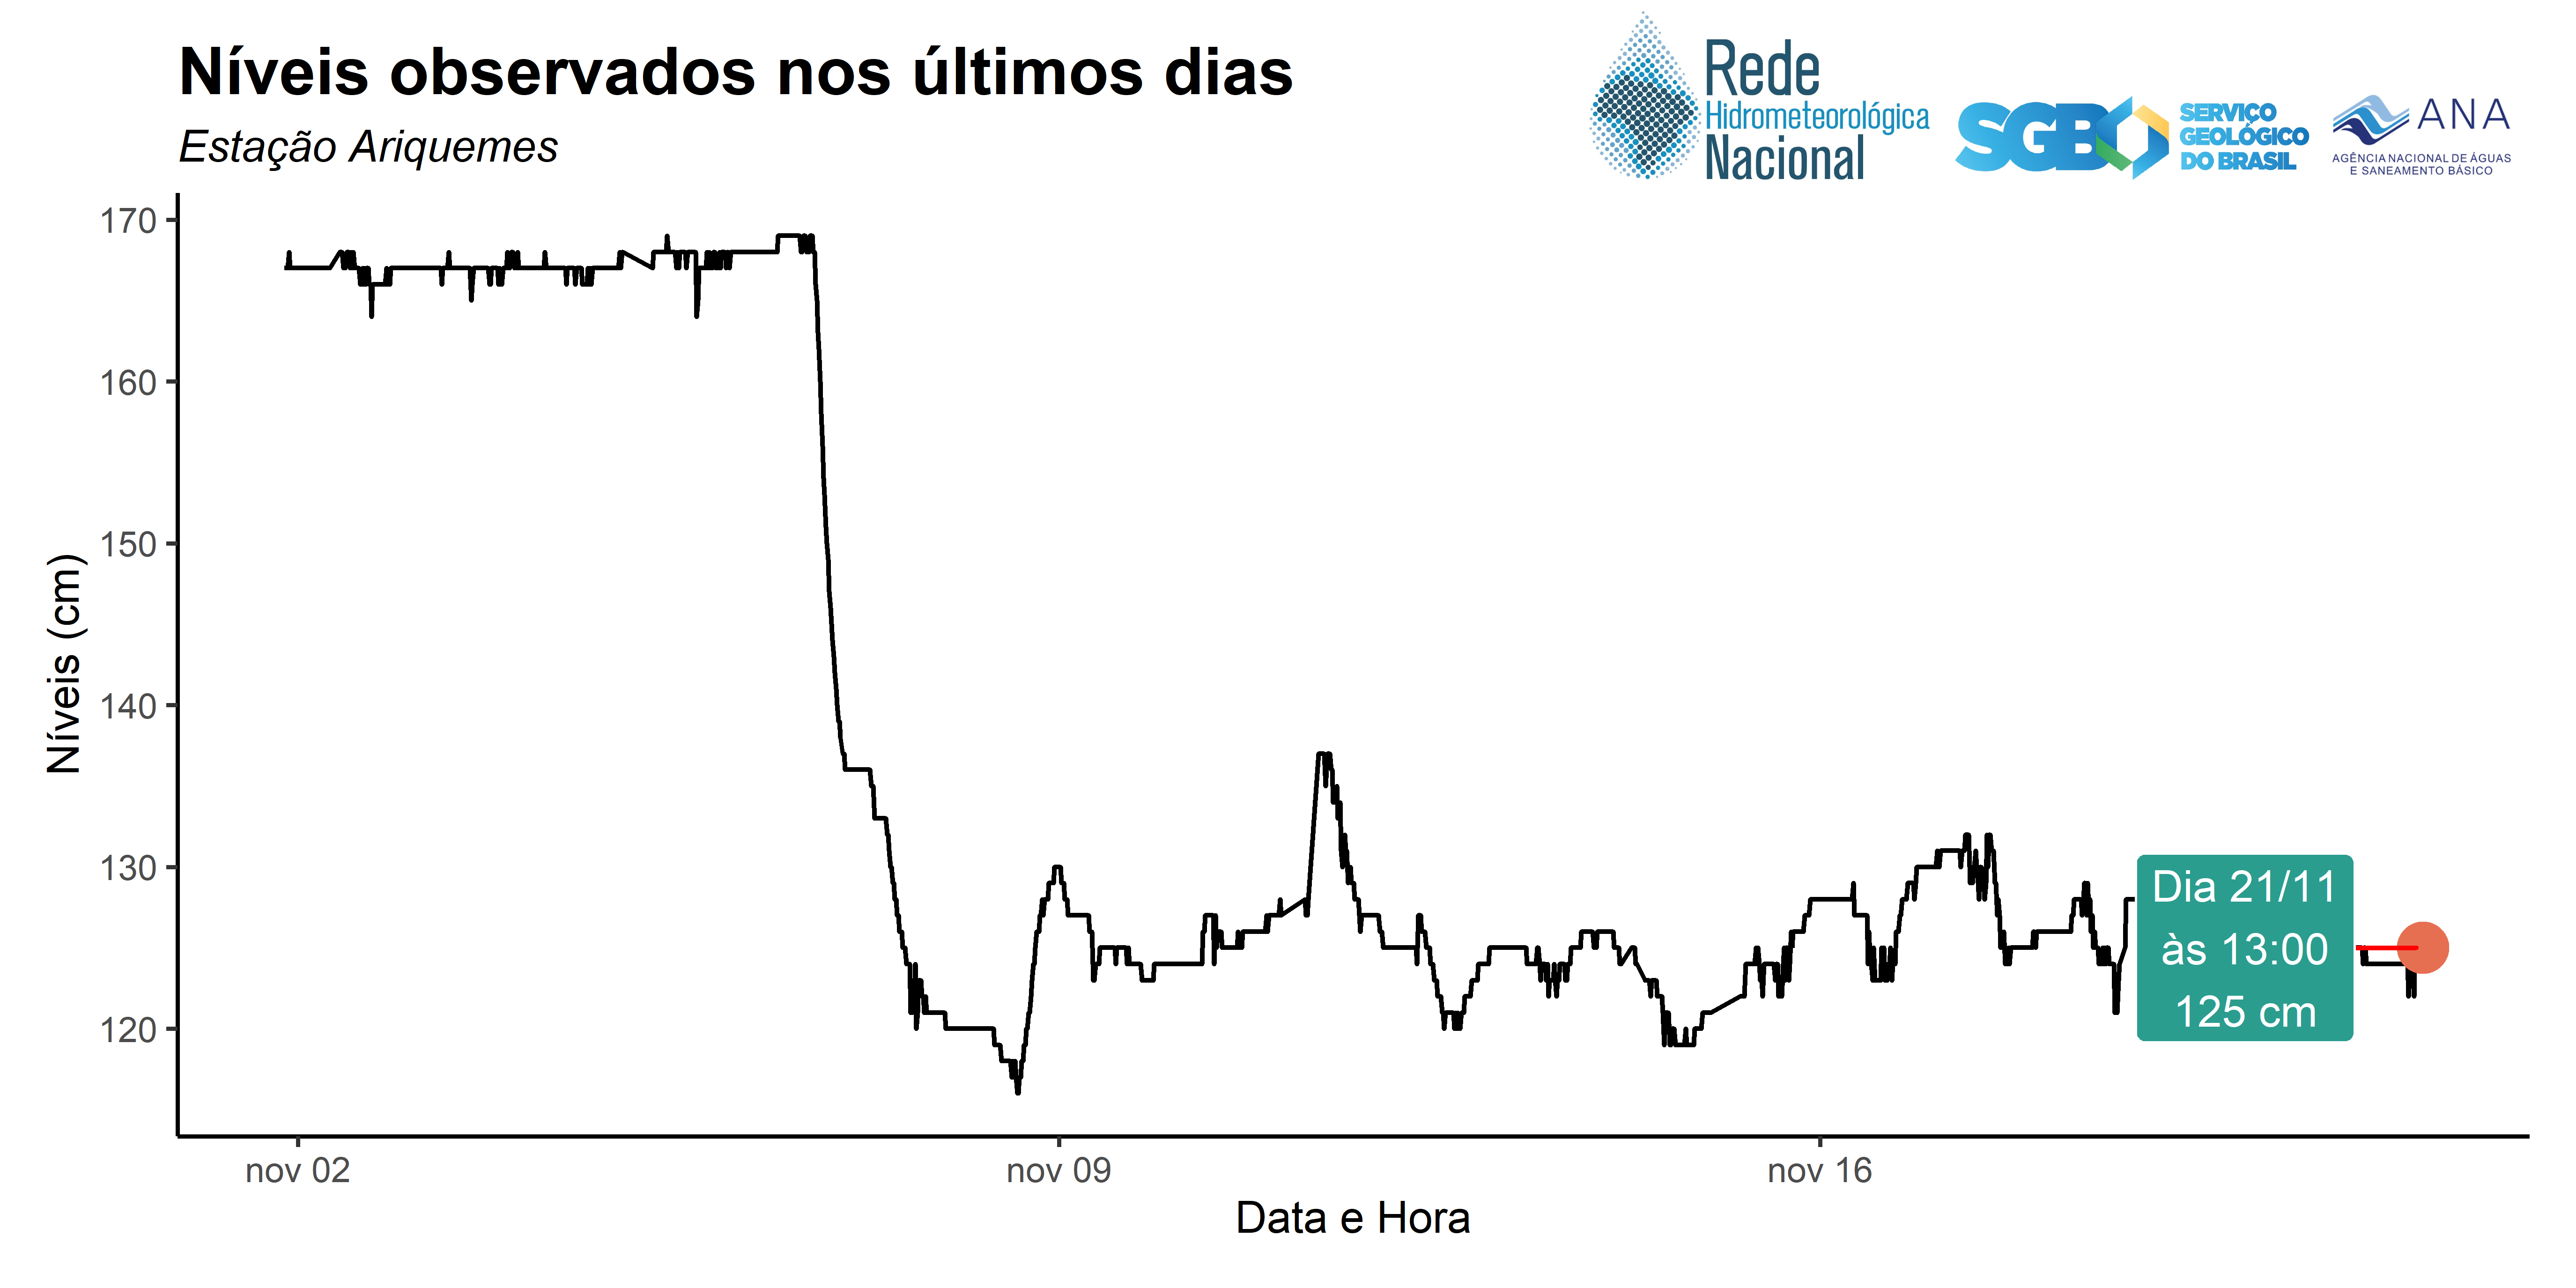 Níveis observados nos últimos dias
Estação Ariquemes
Rede
Hidrometeorológica
Nacional
SGB
SERVIÇO
GEOLÓGICO
DO BRASIL
ANA
AGÊNCIA NACIONAL DE ÁGUAS
E SANEAMENTO BÁSICO
Níveis (cm)
170
160
150
140
130
120
Dia 21/11
às 13:00
125 cm
nov 02
nov 09
nov 16
Data e Hora